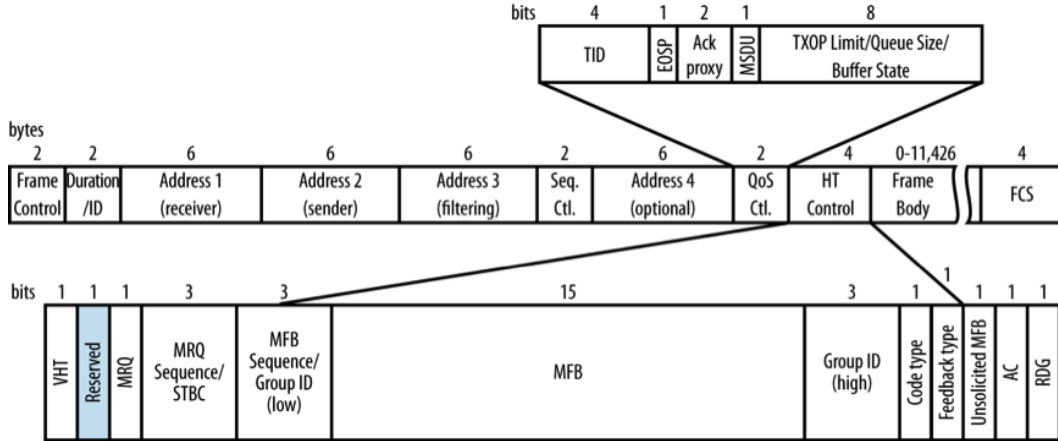 bits 4 1 2 1 8
TID EOSP Ack proxy MSDU TXOP Limit/Queue Size/ Buffer State
bytes
2 2 6 6 6 2 6 2 4 0-11,426 4
Frame Control Duration /ID Address 1 (receiver) Address 2 (sender) Address 3 (filtering) Seq. Ctl. Address 4 (optional) QoS Ctl. HT Control Frame Body FCS
bits 1 1 1 3 3 15 3 1 1 1 1 1
VHT Reserved MRQ MRQ Sequence/ STBC MFB Sequence/ Group ID (low) MFB Group ID (high) Code type Feedback type Unsolicited MFB AC RDG